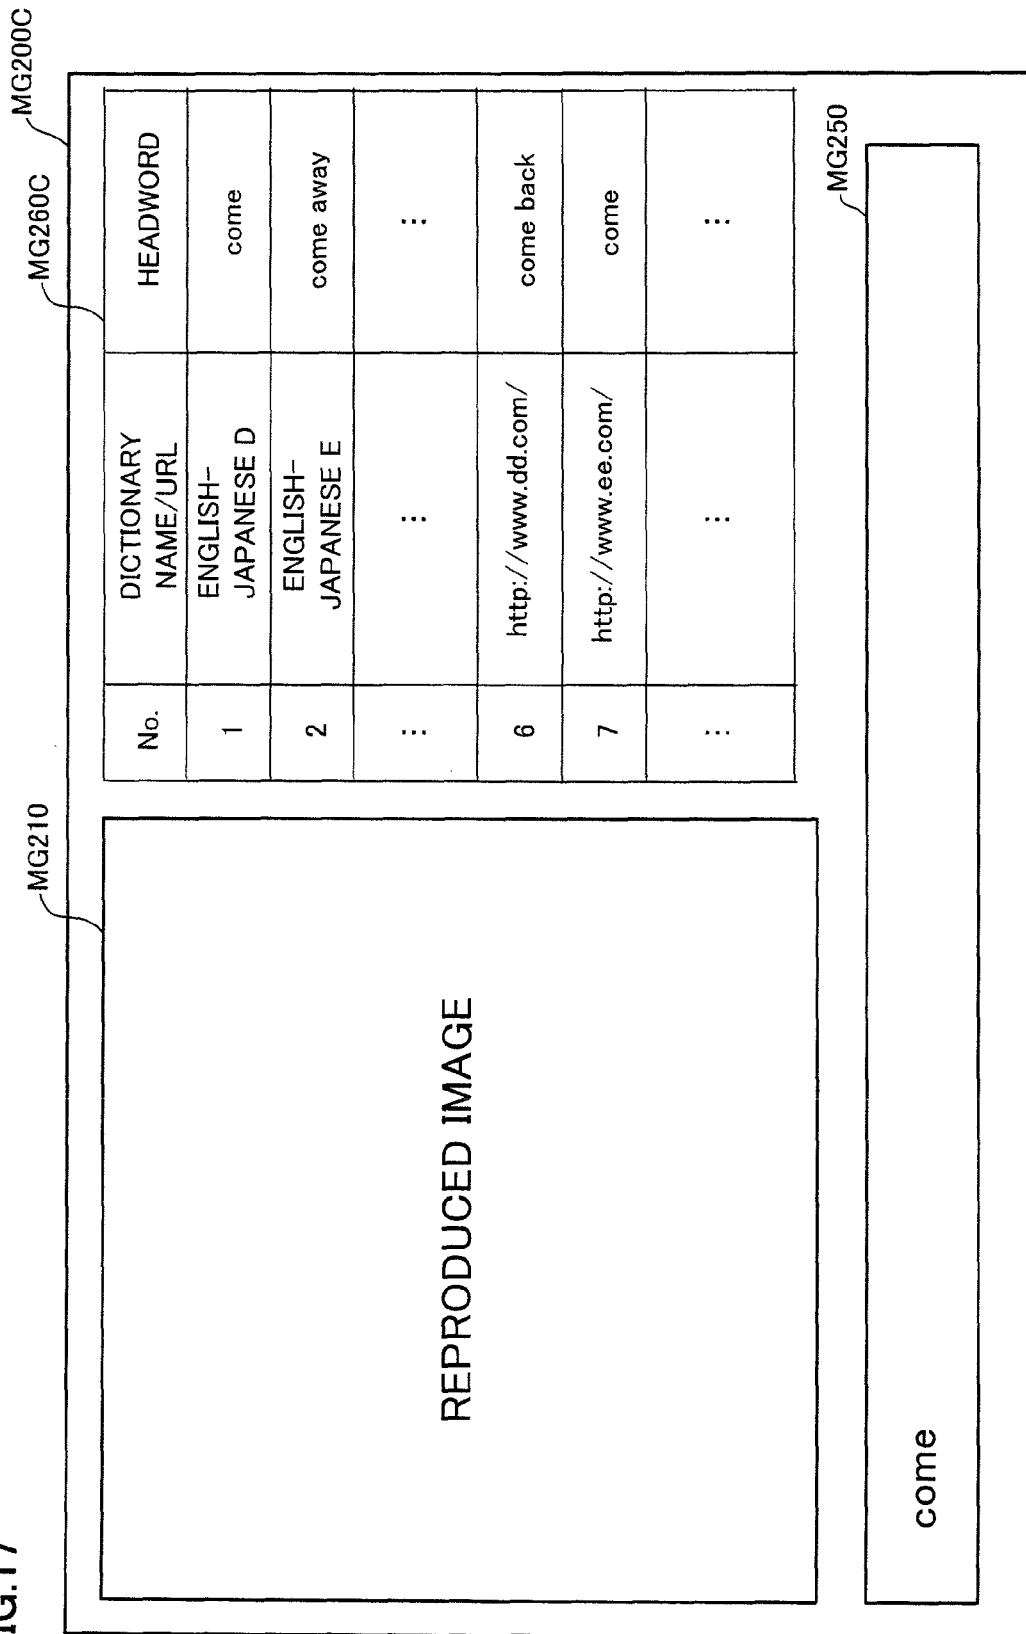 IG.17
MG200C
MG260C
MG210
No.
DICTIONARY
NAME/URL
HEADWORD
1
ENGLISH-
JAPANESE D
come
2
ENGLISH-
JAPANESE E
come away
⋮
⋮
⋮
6
http://www.dd.com/
come back
7
http://www.ee.com/
come
⋮
⋮
⋮
REPRODUCED IMAGE
MG250
come